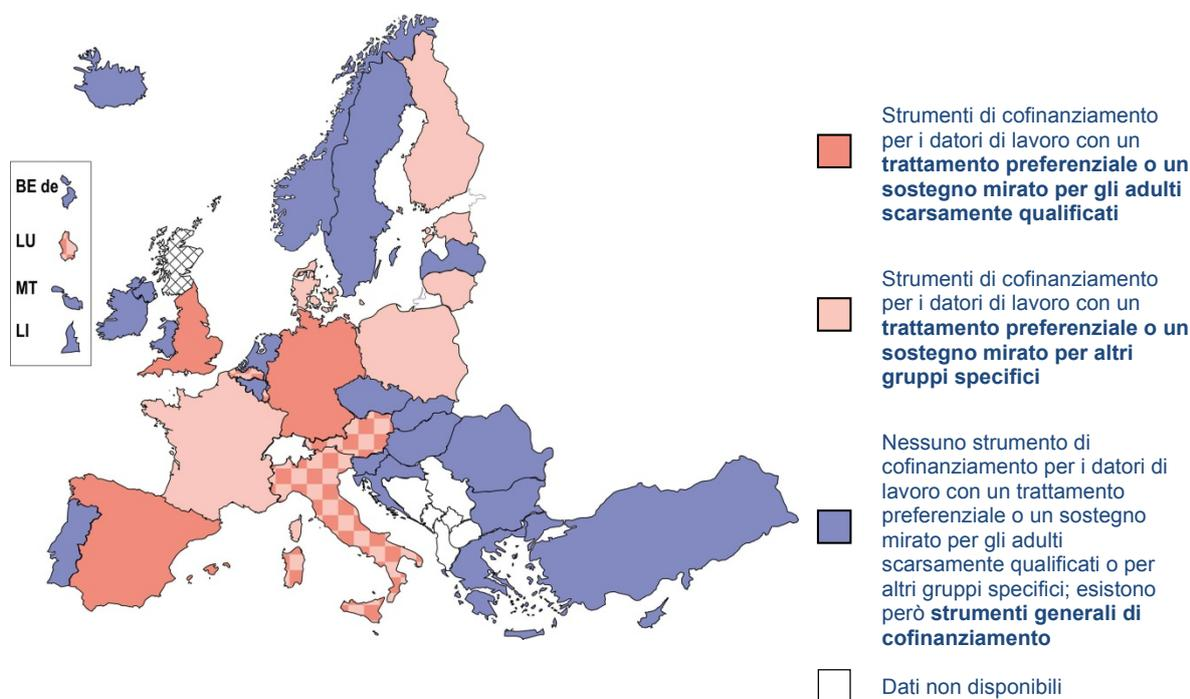 BE de
LU
MT
LI
Strumenti di cofinanziamento
per i datori di lavoro con un
trattamento preferenziale o un
sostegno mirato per gli adulti
scarsamente qualificati
Strumenti di cofinanziamento
per i datori di lavoro con un
trattamento preferenziale o un
sostegno mirato per altri
gruppi specifici
Nessuno strumento di
cofinanziamento per i datori di
lavoro con un trattamento
preferenziale o un sostegno
mirato per gli adulti
scarsamente qualificati o per
altri gruppi specifici; esistono
però strumenti generali di
cofinanziamento
Dati non disponibili